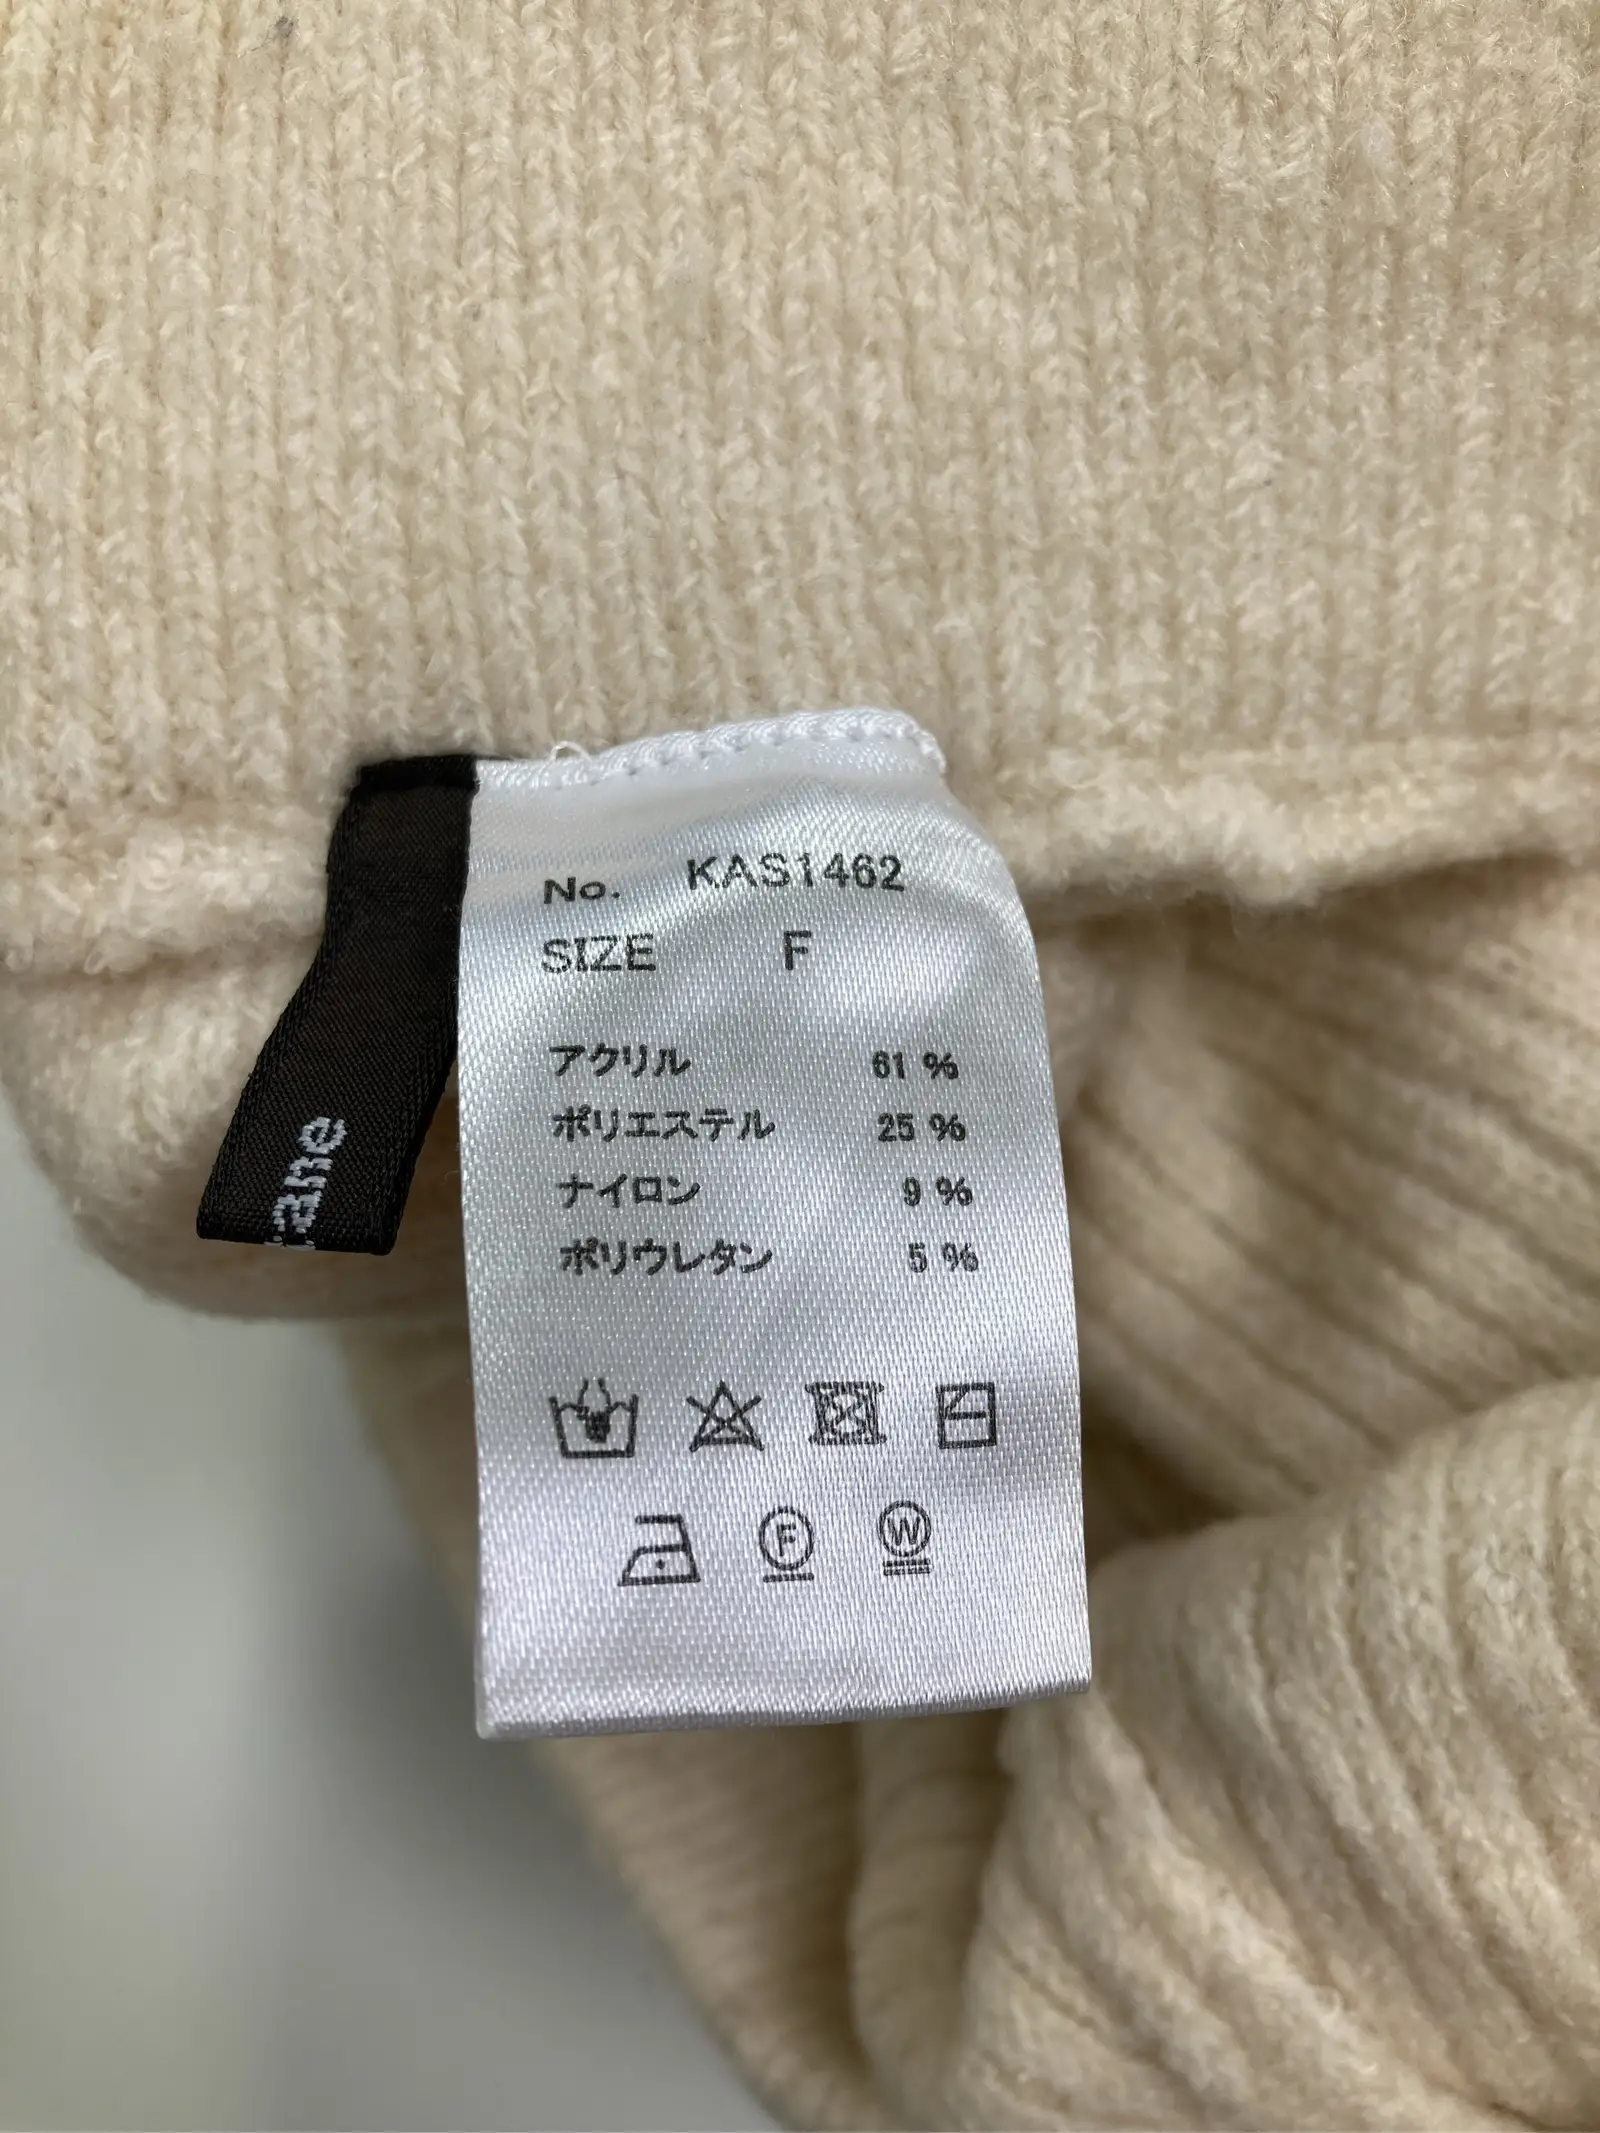 No. KAS1462
SIZE F
アクリル 61 %
ポリエステル 25 %
ナイロン 9 %
ポリウレタン 5 %
F W